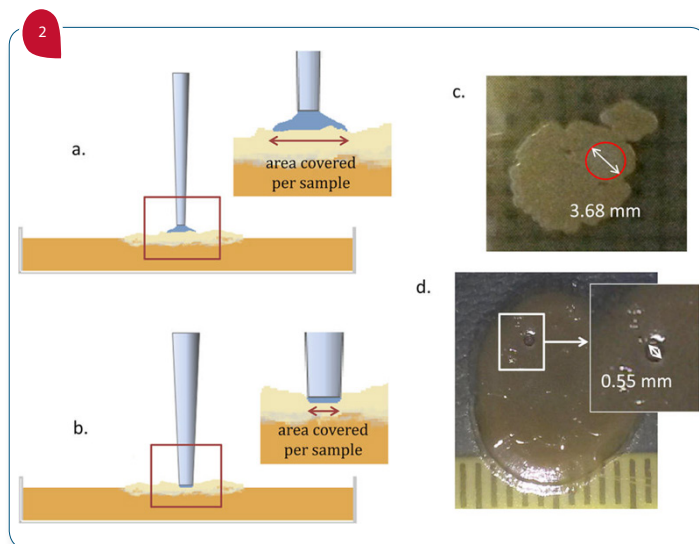 2
a.
area covered
per sample
b.
area covered
per sample
c.
3.68 mm
d.
0.55 mm